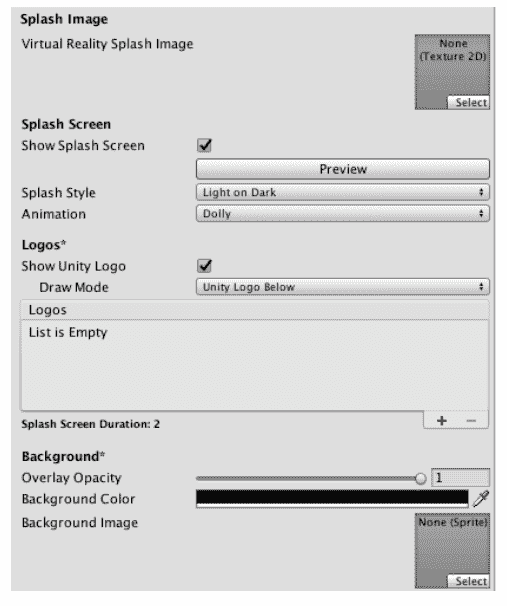 Splash Image
Virtual Reality Splash Image
None
(Texture 2D)
Select
Splash Screen
Show Splash Screen
Preview
Splash Style Light on Dark
Animation Dolly
Logos*
Show Unity Logo
Draw Mode Unity Logo Below
Logos
List is Empty
+ −
Splash Screen Duration: 2
Background*
Overlay Opacity 1
Background Color
Background Image
None (Sprite)
Select